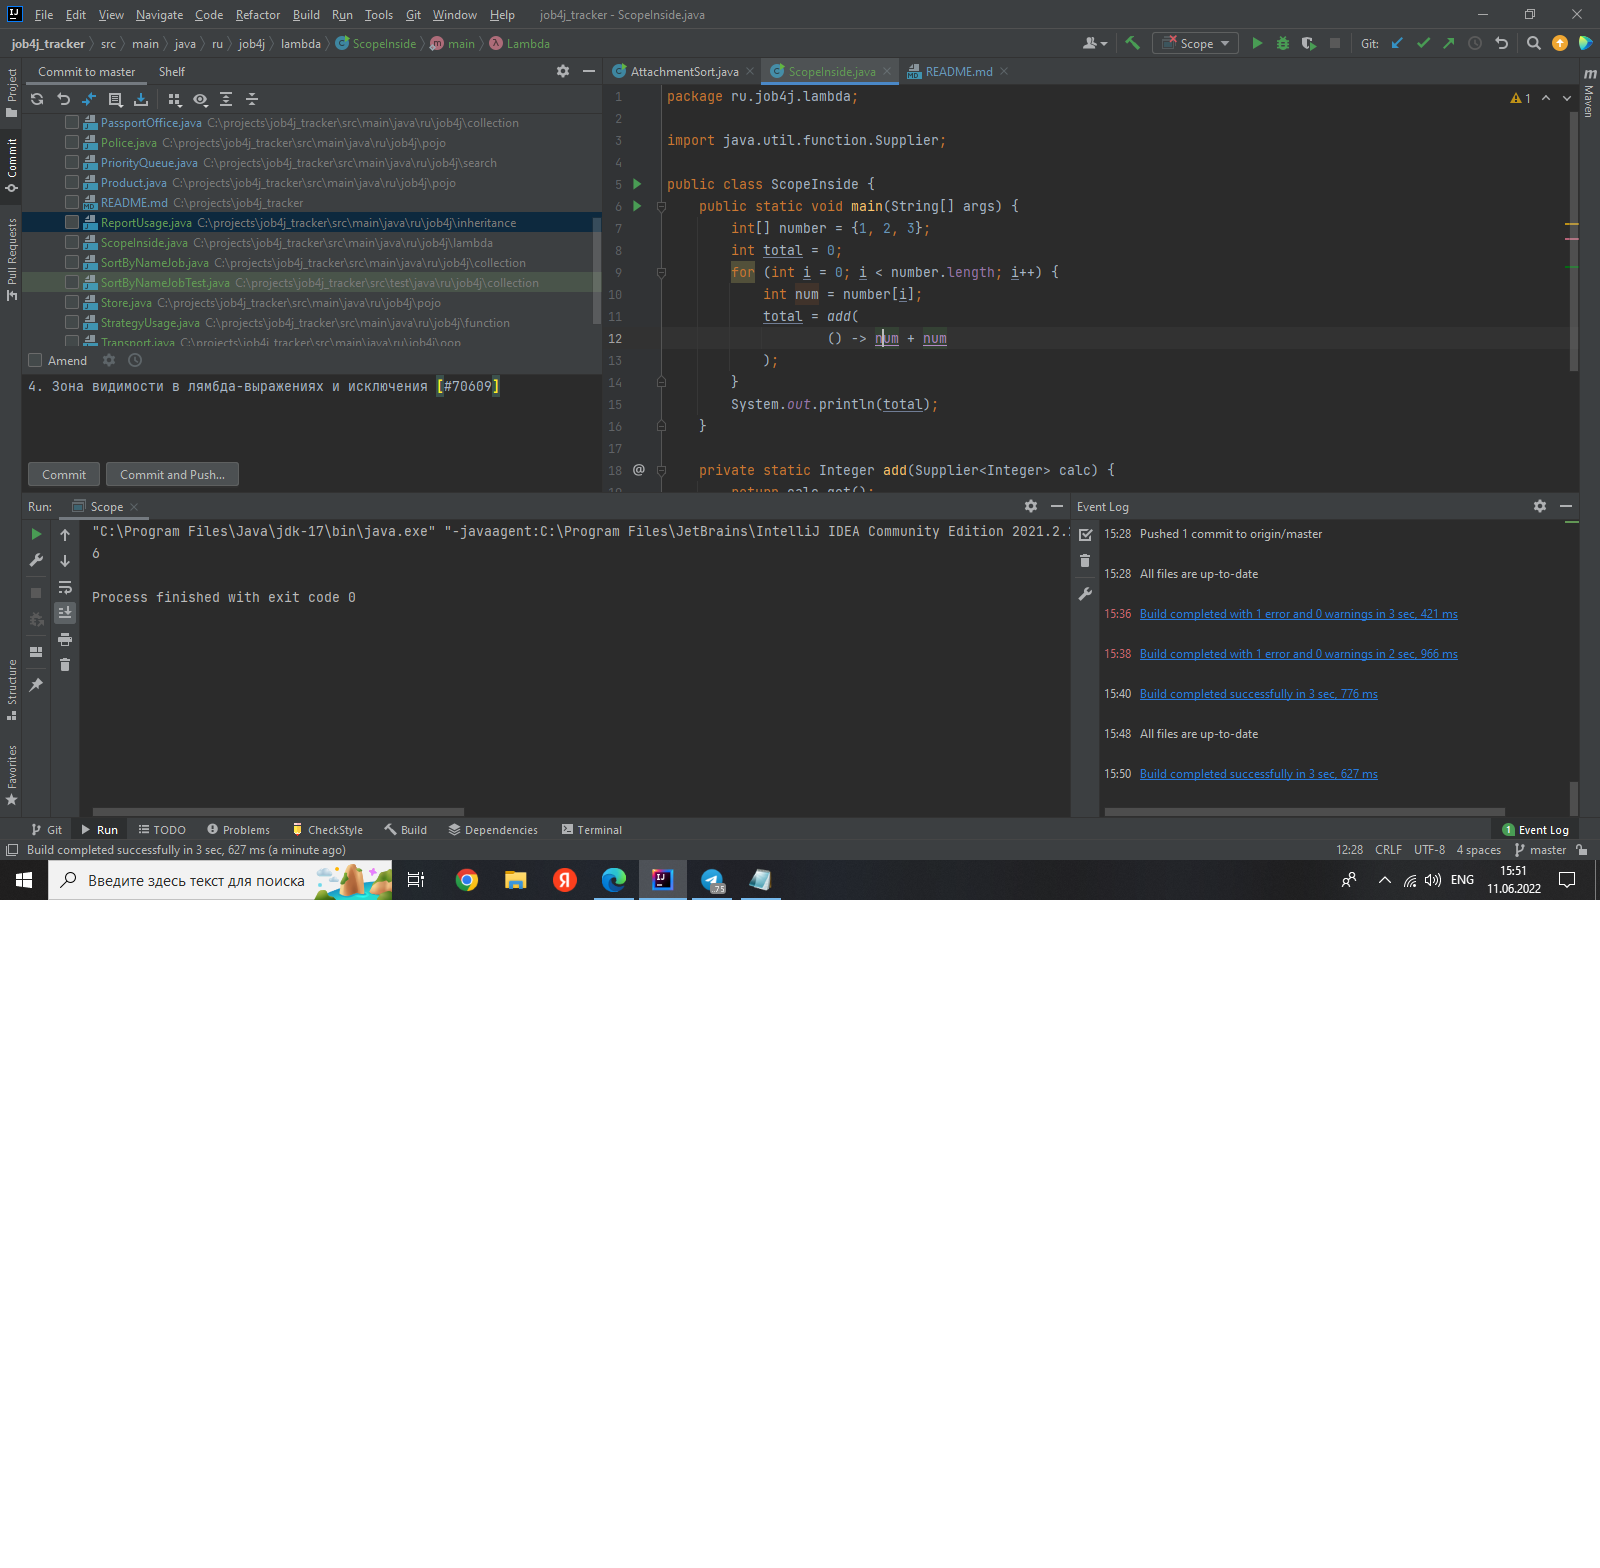 File Edit View Navigate Code Refactor Build Run Tools Git Window Help job4j_tracker - ScopeInside.java
job4j_tracker src main java ru job4j lambda ScopeInside main Lambda
Scope Git:
Commit to master Shelf
AttachmentSort.java ScopeInside.java README.md
Project
Commit
Pull Requests
Structure
Favorites
Maven
PassportOffice.java C:\projects\job4j_tracker\src\main\java\ru\job4j\collection
Police.java C:\projects\job4j_tracker\src\main\java\ru\job4j\pojo
PriorityQueue.java C:\projects\job4j_tracker\src\main\java\ru\job4j\search
Product.java C:\projects\job4j_tracker\src\main\java\ru\job4j\pojo
README.md C:\projects\job4j_tracker
ReportUsage.java C:\projects\job4j_tracker\src\main\java\ru\job4j\inheritance
ScopeInside.java C:\projects\job4j_tracker\src\main\java\ru\job4j\lambda
SortByNameJob.java C:\projects\job4j_tracker\src\main\java\ru\job4j\collection
SortByNameJobTest.java C:\projects\job4j_tracker\src\test\java\ru\job4j\collection
Store.java C:\projects\job4j_tracker\src\main\java\ru\job4j\pojo
StrategyUsage.java C:\projects\job4j_tracker\src\main\java\ru\job4j\function
Transport.java C:\projects\job4j_tracker\src\main\java\ru\job4j\oop
Amend
4. Зона видимости в лямбда-выражениях и исключения [#70609]
Commit Commit and Push...
1
1 package ru.job4j.lambda;
2
3 import java.util.function.Supplier;
4
5 public class ScopeInside {
6 public static void main(String[] args) {
7 int[] number = {1, 2, 3};
8 int total = 0;
9 for (int i = 0; i < number.length; i++) {
10 int num = number[i];
11 total = add(
12 () -> num + num
13 );
14 }
15 System.out.println(total);
16 }
17
18 @ private static Integer add(Supplier<Integer> calc) {
19 return calc.get();
Run: Scope
"C:\Program Files\Java\jdk-17\bin\java.exe" "-javaagent:C:\Program Files\JetBrains\IntelliJ IDEA Community Edition 2021.2.
6
Process finished with exit code 0
Event Log
15:28 Pushed 1 commit to origin/master
15:28 All files are up-to-date
15:36 Build completed with 1 error and 0 warnings in 3 sec, 421 ms
15:38 Build completed with 1 error and 0 warnings in 2 sec, 966 ms
15:40 Build completed successfully in 3 sec, 776 ms
15:48 All files are up-to-date
15:50 Build completed successfully in 3 sec, 627 ms
Git Run TODO Problems CheckStyle Build Dependencies Terminal 1 Event Log
Build completed successfully in 3 sec, 627 ms (a minute ago) 12:28 CRLF UTF-8 4 spaces master
Введите здесь текст для поиска
Я
IJ
75
ENG
15:51
11.06.2022